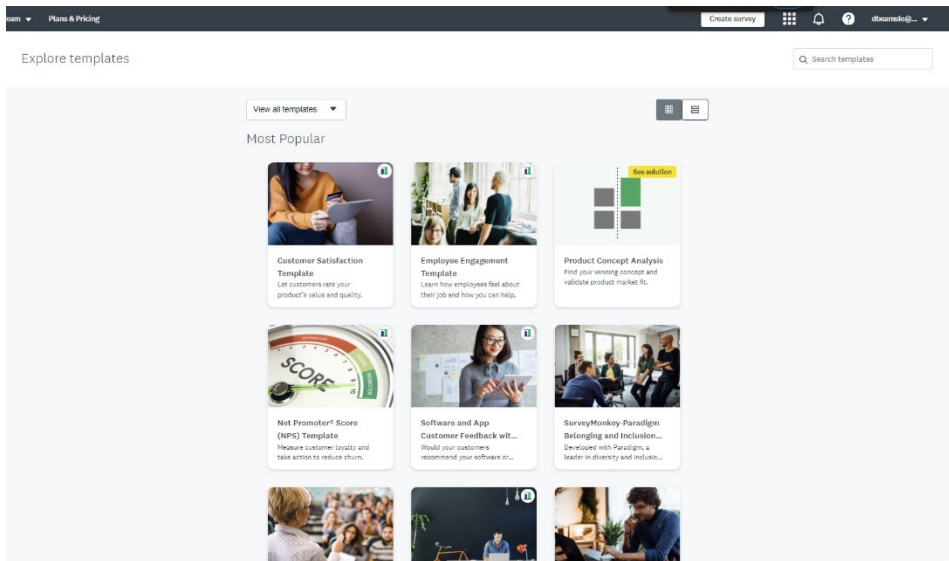 eam Plans & Pricing Create survey ? dbeamsle@...
Explore templates
Search templates
View all templates
Most Popular
See solution
Customer Satisfaction
Template
Let customers rate your
product's value and quality.
Employee Engagement
Template
Learn how employees feel about
their job and how you can help.
Product Concept Analysis
Find your winning concept and
validate product market fit.
SCORE
10
Net Promoter® Score
(NPS) Template
Measure customer loyalty and
take action to reduce churn.
Software and App
Customer Feedback wit...
Would your customers
recommend your software or...
SurveyMonkey-Paradigm
Belonging and Inclusion...
Developed with Paradigm, a
leader in diversity and inclusio...